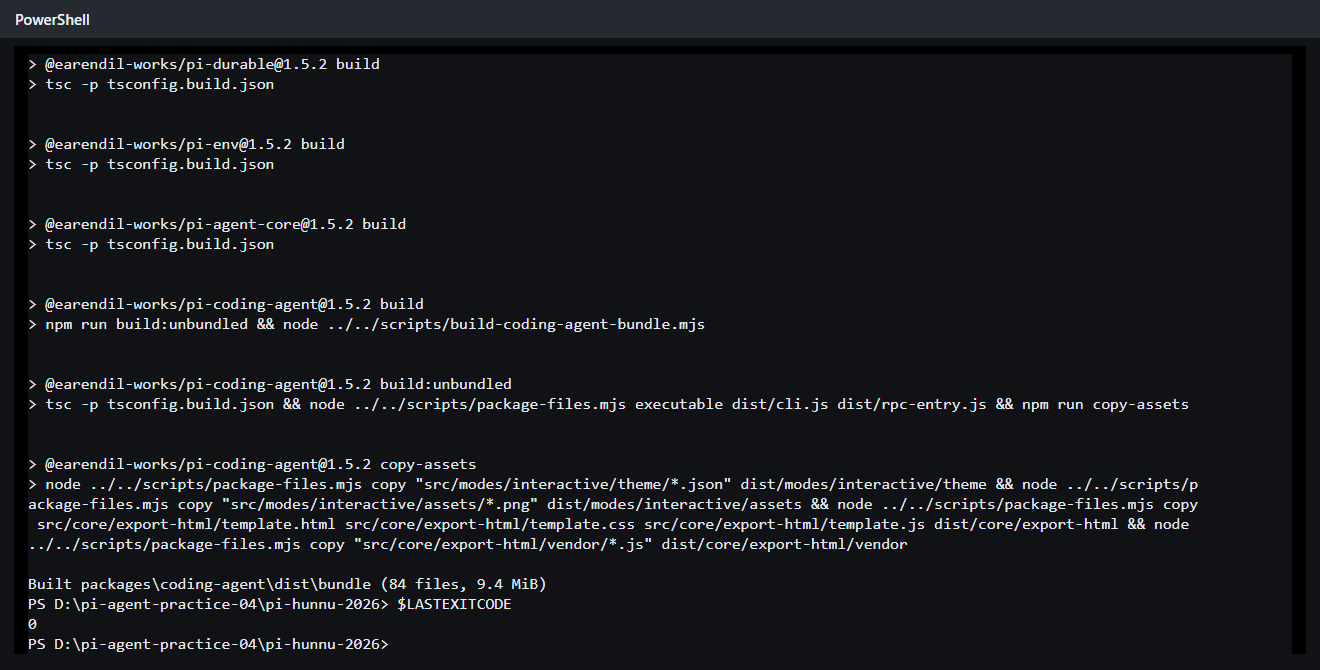 PowerShell
> @earendil-works/pi-durable@1.5.2 build
> tsc -p tsconfig.build.json
> @earendil-works/pi-env@1.5.2 build
> tsc -p tsconfig.build.json
> @earendil-works/pi-agent-core@1.5.2 build
> tsc -p tsconfig.build.json
> @earendil-works/pi-coding-agent@1.5.2 build
> npm run build:unbundled && node ../../scripts/build-coding-agent-bundle.mjs
> @earendil-works/pi-coding-agent@1.5.2 build:unbundled
> tsc -p tsconfig.build.json && node ../../scripts/package-files.mjs executable dist/cli.js dist/rpc-entry.js && npm run copy-assets
> @earendil-works/pi-coding-agent@1.5.2 copy-assets
> node ../../scripts/package-files.mjs copy "src/modes/interactive/theme/*.json" dist/modes/interactive/theme && node ../../scripts/p
ackage-files.mjs copy "src/modes/interactive/assets/*.png" dist/modes/interactive/assets && node ../../scripts/package-files.mjs copy
 src/core/export-html/template.html src/core/export-html/template.css src/core/export-html/template.js dist/core/export-html && node
../../scripts/package-files.mjs copy "src/core/export-html/vendor/*.js" dist/core/export-html/vendor
Built packages\coding-agent\dist\bundle (84 files, 9.4 MiB)
PS D:\pi-agent-practice-04\pi-hunnu-2026> $LASTEXITCODE
0
PS D:\pi-agent-practice-04\pi-hunnu-2026>